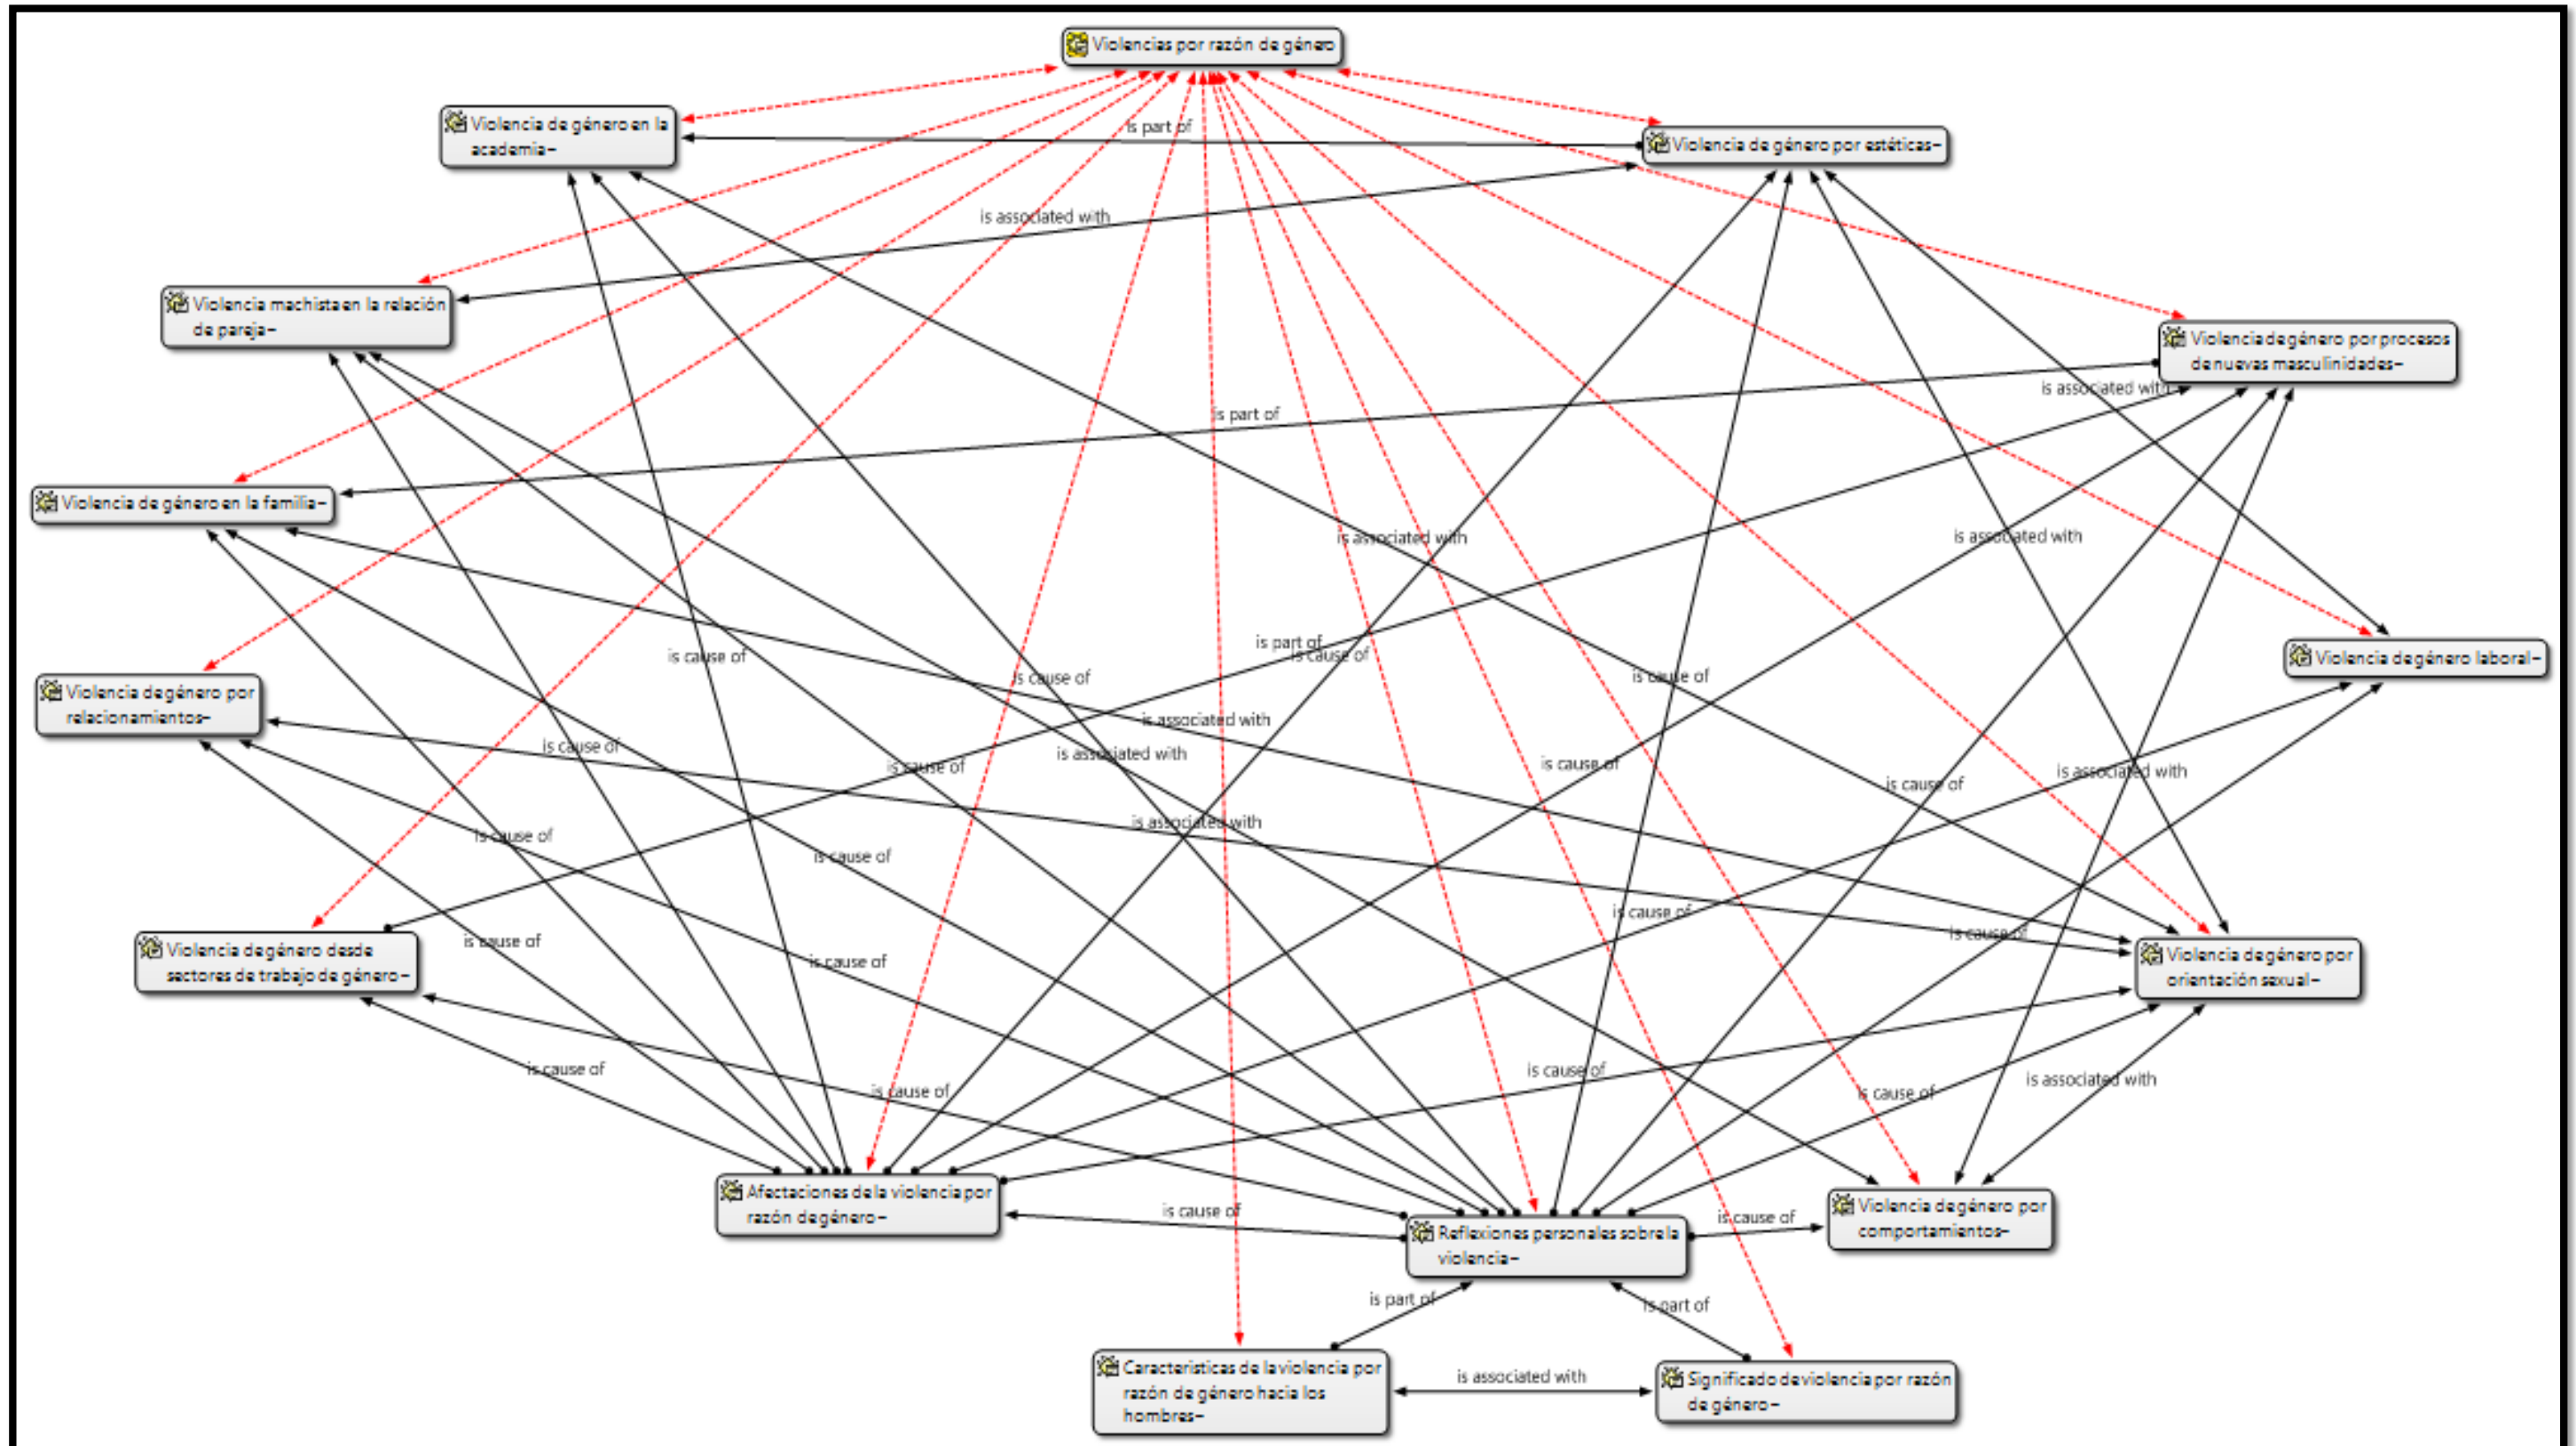 Violencias por razón de género
Violencia de género en la
academia~
is part of
Violencia de género por estéticas~
is associated with
Violencia machista en la relación
de pareja~
Violencia de género por procesos
de nuevas masculinidades~
is associated with
is part of
Violencia de género en la familia~
is associated with
is associated with
is part of
is cause of
is cause of
Violencia de género laboral~
is cause of
is cause of
Violencia de género por
relacionamientos~
is associated with
is cause of
is associated with
is cause of
is cause of
is associated with
is cause of
is associated with
is cause of
is cause of
is cause of
is cause of
is cause of
Violencia de género desde
sectores de trabajo de género~
is cause of
is cause of
Violencia de género por
orientación sexual~
is cause of
is cause of
is cause of
is associated with
is cause of
Afectaciones de la violencia por
razón de género~
is cause of
Reflexiones personales sobre la
violencia~
is cause of
Violencia de género por
comportamientos~
is part of
is part of
Caracteristicas de la violencia por
razón de género hacia los
hombres~
is associated with
Significado de violencia por razón
de género~